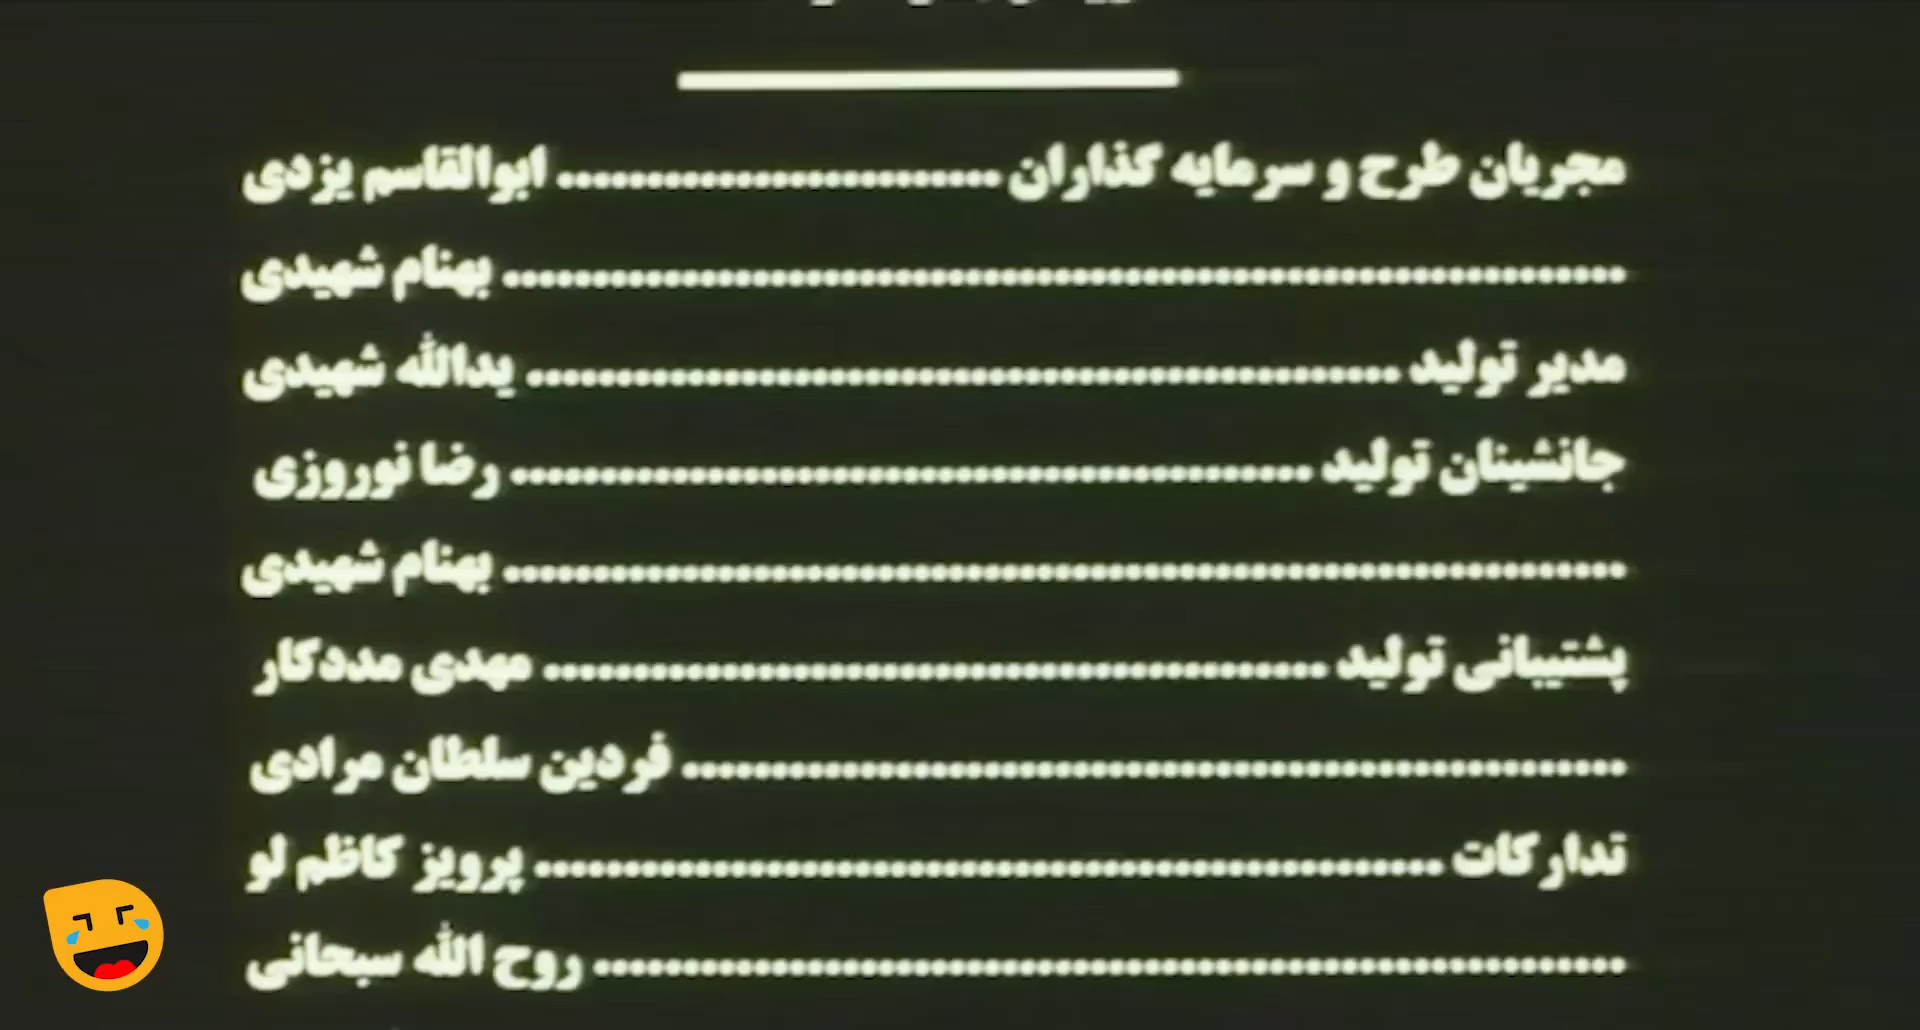 مجریان طرح و سرمایه گذاران ........................ ابوالقاسم یزدی
............................................................ بهنام شهیدی
مدیر تولید ................................................ یدالله شهیدی
جانشینان تولید ............................................ رضا نوروزی
............................................................ بهنام شهیدی
پشتیبانی تولید .......................................... مهدی مددکار
.................................................... فردین سلطان مرادی
تدارکات .................................................. پرویز کاظم لو
........................................................ روح الله سبحانی